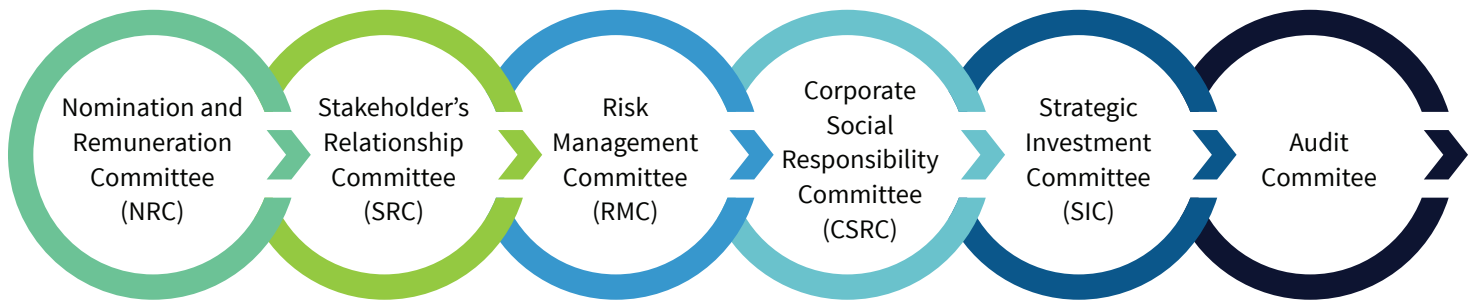 Nomination and
Remuneration
Committee
(NRC)
Stakeholder’s
Relationship
Committee
(SRC)
Risk
Management
Committee
(RMC)
Corporate
Social
Responsibility
Committee
(CSRC)
Strategic
Investment
Committee
(SIC)
Audit
Commitee